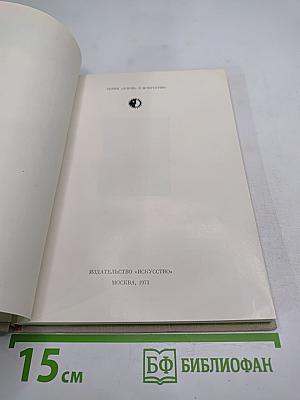 СЕРИЯ «ЖИЗНЬ В ИСКУССТВЕ»
ИЗДАТЕЛЬСТВО «ИСКУССТВО»
МОСКВА, 1973
15 см
БФ БИБЛИОФАН